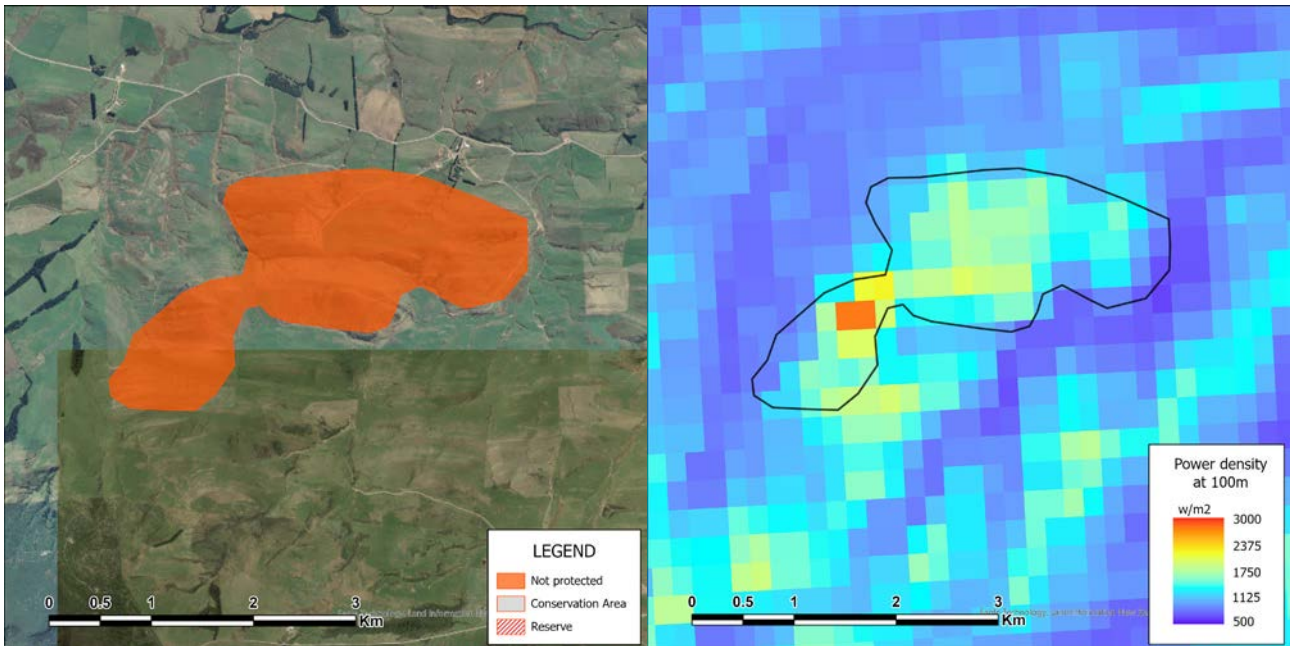 LEGEND
Not protected
Conservation Area
Reserve
0 0.5 1 2 3
Km
Power density
at 100m
w/m2
3000
2375
1750
1125
500
0 0.5 1 2 3
Km